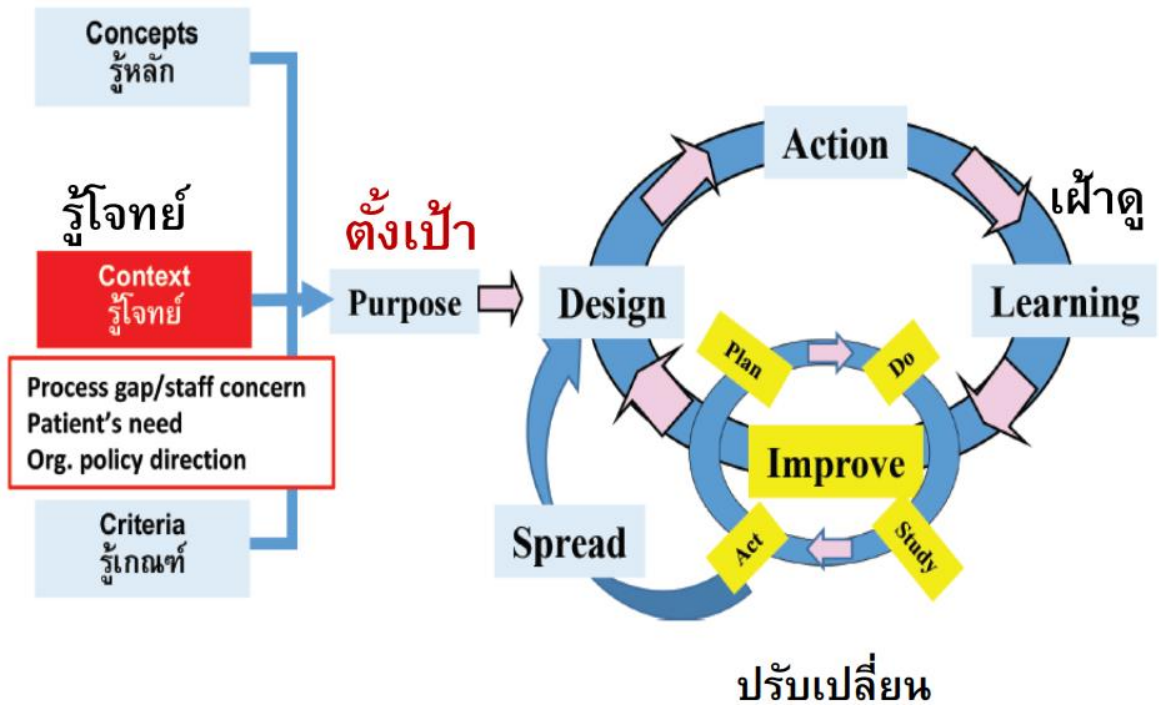 Concepts
รู้หลัก
รู้โจทย์
Context
รู้โจทย์
Process gap/staff concern
Patient's need
Org. policy direction
Criteria
รู้เกณฑ์
ตั้งเป้า
Purpose
Design
Action
เฝ้าดู
Learning
Plan
Do
Improve
Act
Study
Spread
ปรับเปลี่ยน